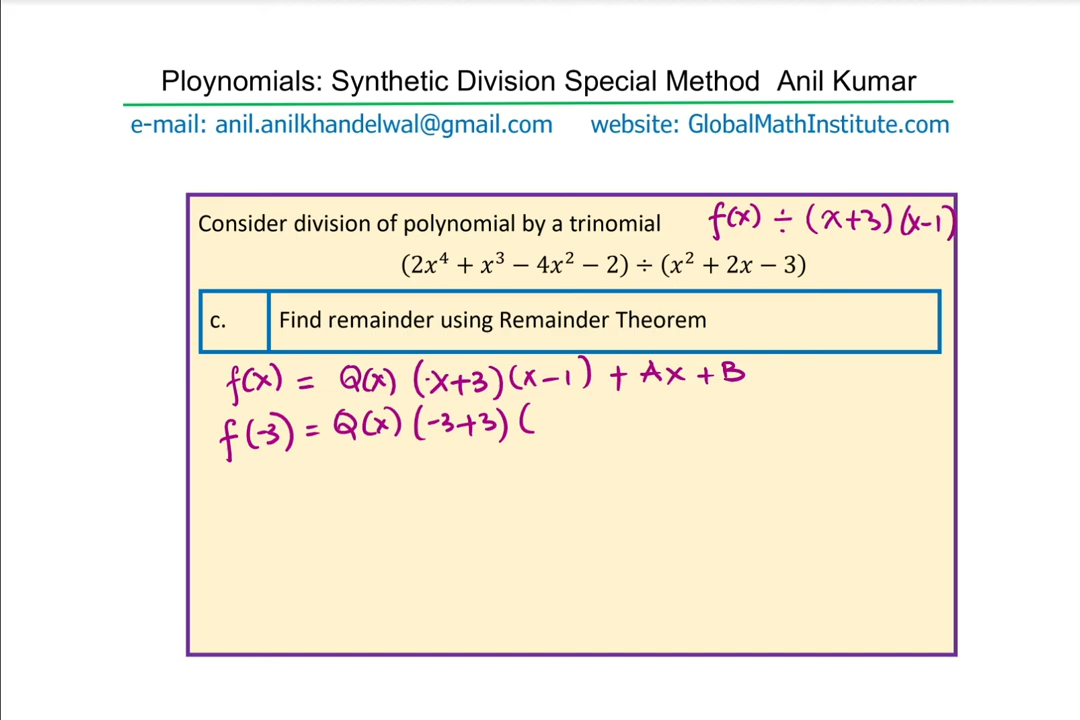 Ploynomials: Synthetic Division Special Method Anil Kumar
e-mail: anil.anilkhandelwal@gmail.com website: GlobalMathInstitute.com
Consider division of polynomial by a trinomial f(x) ÷ (x+3)(x-1)
(2x⁴ + x³ − 4x² − 2) ÷ (x² + 2x − 3)
c. Find remainder using Remainder Theorem
f(x) = Q(x) (x+3)(x-1) + Ax + B
f(-3) = Q(x) (-3+3) (